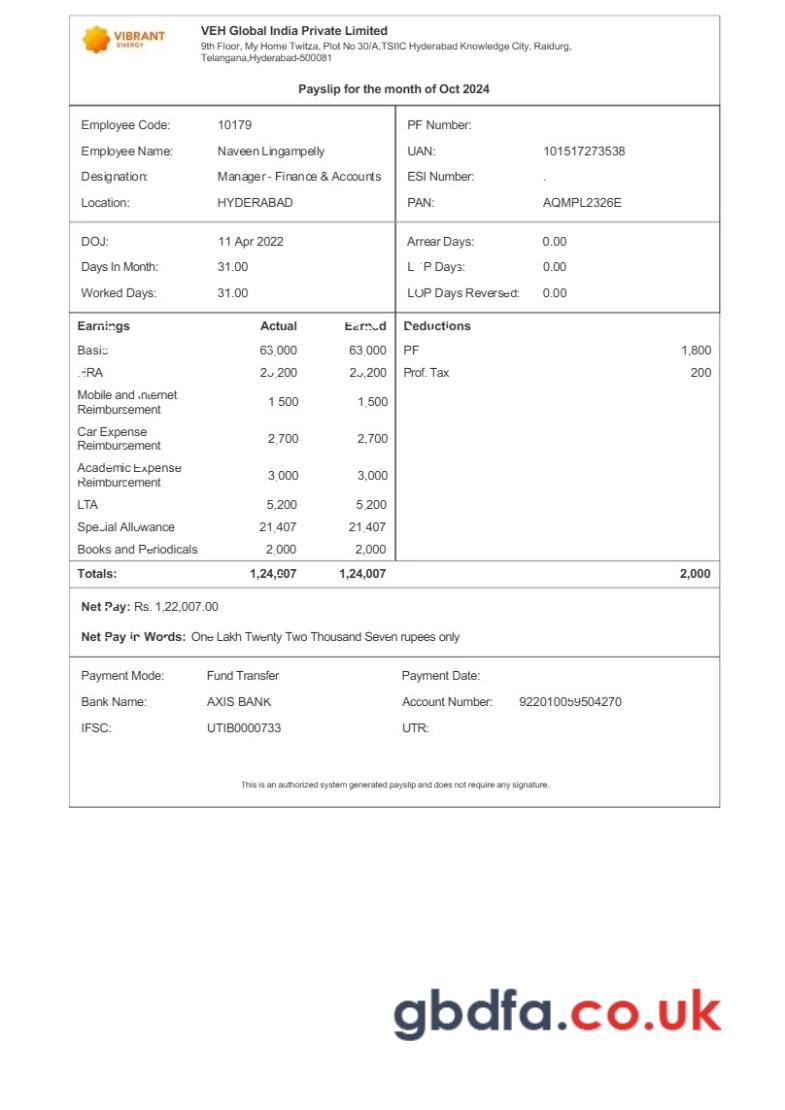 VIBRANT
ENERGY
VEH Global India Private Limited
9th Floor, My Home Twitza, Plot No 30/A,TSIIC Hyderabad Knowledge City, Raidurg,
Telangana,Hyderabad-500081
Payslip for the month of Oct 2024
Employee Code: 10179 PF Number:
Employee Name: Naveen Lingampelly UAN: 101517273538
Designation: Manager - Finance & Accounts ESI Number: .
Location: HYDERABAD PAN: AQMPL2326E
DOJ: 11 Apr 2022 Arrear Days: 0.00
Days In Month: 31.00 L P Days: 0.00
Worked Days: 31.00 LOP Days Reversed: 0.00
Earnings Actual Earned Deductions
Basic 63,000 63,000 PF 1,800
Prof. Tax 200
Mobile and Internet
Reimbursement 1 500 1,500
Car Expense
Reimbursement 2,700 2,700
Academic Expense
Reimbursement 3,000 3,000
LTA 5,200 5,200
Special Allowance 21,407 21,407
Books and Periodicals 2,000 2,000
Totals: 1,24,007 1,24,007 2,000
Net Pay: Rs. 1,22,007.00
Net Pay in Words: One Lakh Twenty Two Thousand Seven rupees only
Payment Mode: Fund Transfer Payment Date:
Bank Name: AXIS BANK Account Number: 922010059504270
IFSC: UTIB0000733 UTR:
This is an authorized system generated payslip and does not require any signature.
gbdfa.co.uk